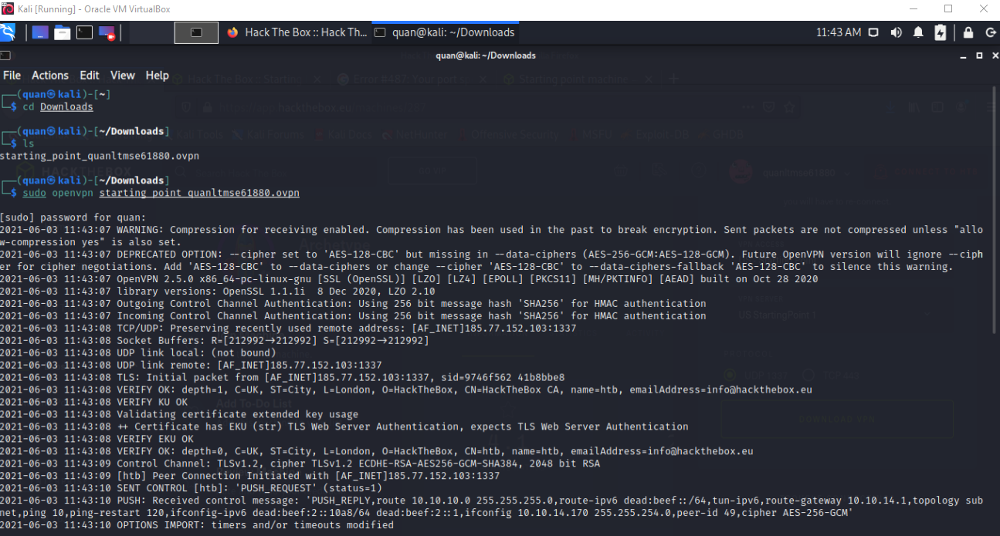 Kali [Running] - Oracle VM VirtualBox
Hack The Box :: Hack Th... quan@kali: ~/Downloads 11:43 AM
quan@kali: ~/Downloads
File Actions Edit View Help
┌──(quan㉿kali)-[~]
└─$ cd Downloads
┌──(quan㉿kali)-[~/Downloads]
└─$ ls
starting_point_quanltmse61880.ovpn
┌──(quan㉿kali)-[~/Downloads]
└─$ sudo openvpn starting_point_quanltmse61880.ovpn
[sudo] password for quan:
2021-06-03 11:43:07 WARNING: Compression for receiving enabled. Compression has been used in the past to break encryption. Sent packets are not compressed unless "allo
w-compression yes" is also set.
2021-06-03 11:43:07 DEPRECATED OPTION: --cipher set to 'AES-128-CBC' but missing in --data-ciphers (AES-256-GCM:AES-128-GCM). Future OpenVPN version will ignore --ciph
er for cipher negotiations. Add 'AES-128-CBC' to --data-ciphers or change --cipher 'AES-128-CBC' to --data-ciphers-fallback 'AES-128-CBC' to silence this warning.
2021-06-03 11:43:07 OpenVPN 2.5.0 x86_64-pc-linux-gnu [SSL (OpenSSL)] [LZO] [LZ4] [EPOLL] [PKCS11] [MH/PKTINFO] [AEAD] built on Oct 28 2020
2021-06-03 11:43:07 library versions: OpenSSL 1.1.1i  8 Dec 2020, LZO 2.10
2021-06-03 11:43:07 Outgoing Control Channel Authentication: Using 256 bit message hash 'SHA256' for HMAC authentication
2021-06-03 11:43:07 Incoming Control Channel Authentication: Using 256 bit message hash 'SHA256' for HMAC authentication
2021-06-03 11:43:08 TCP/UDP: Preserving recently used remote address: [AF_INET]185.77.152.103:1337
2021-06-03 11:43:08 Socket Buffers: R=[212992→212992] S=[212992→212992]
2021-06-03 11:43:08 UDP link local: (not bound)
2021-06-03 11:43:08 UDP link remote: [AF_INET]185.77.152.103:1337
2021-06-03 11:43:08 TLS: Initial packet from [AF_INET]185.77.152.103:1337, sid=9746f562 41b8bbe8
2021-06-03 11:43:08 VERIFY OK: depth=1, C=UK, ST=City, L=London, O=HackTheBox, CN=HackTheBox CA, name=htb, emailAddress=info@hackthebox.eu
2021-06-03 11:43:08 VERIFY KU OK
2021-06-03 11:43:08 Validating certificate extended key usage
2021-06-03 11:43:08 ++ Certificate has EKU (str) TLS Web Server Authentication, expects TLS Web Server Authentication
2021-06-03 11:43:08 VERIFY EKU OK
2021-06-03 11:43:08 VERIFY OK: depth=0, C=UK, ST=City, L=London, O=HackTheBox, CN=htb, name=htb, emailAddress=info@hackthebox.eu
2021-06-03 11:43:09 Control Channel: TLSv1.2, cipher TLSv1.2 ECDHE-RSA-AES256-GCM-SHA384, 2048 bit RSA
2021-06-03 11:43:09 [htb] Peer Connection Initiated with [AF_INET]185.77.152.103:1337
2021-06-03 11:43:10 SENT CONTROL [htb]: 'PUSH_REQUEST' (status=1)
2021-06-03 11:43:10 PUSH: Received control message: 'PUSH_REPLY,route 10.10.10.0 255.255.255.0,route-ipv6 dead:beef::/64,tun-ipv6,route-gateway 10.10.14.1,topology sub
net,ping 10,ping-restart 120,ifconfig-ipv6 dead:beef:2::10a8/64 dead:beef:2::1,ifconfig 10.10.14.170 255.255.254.0,peer-id 49,cipher AES-256-GCM'
2021-06-03 11:43:10 OPTIONS IMPORT: timers and/or timeouts modified